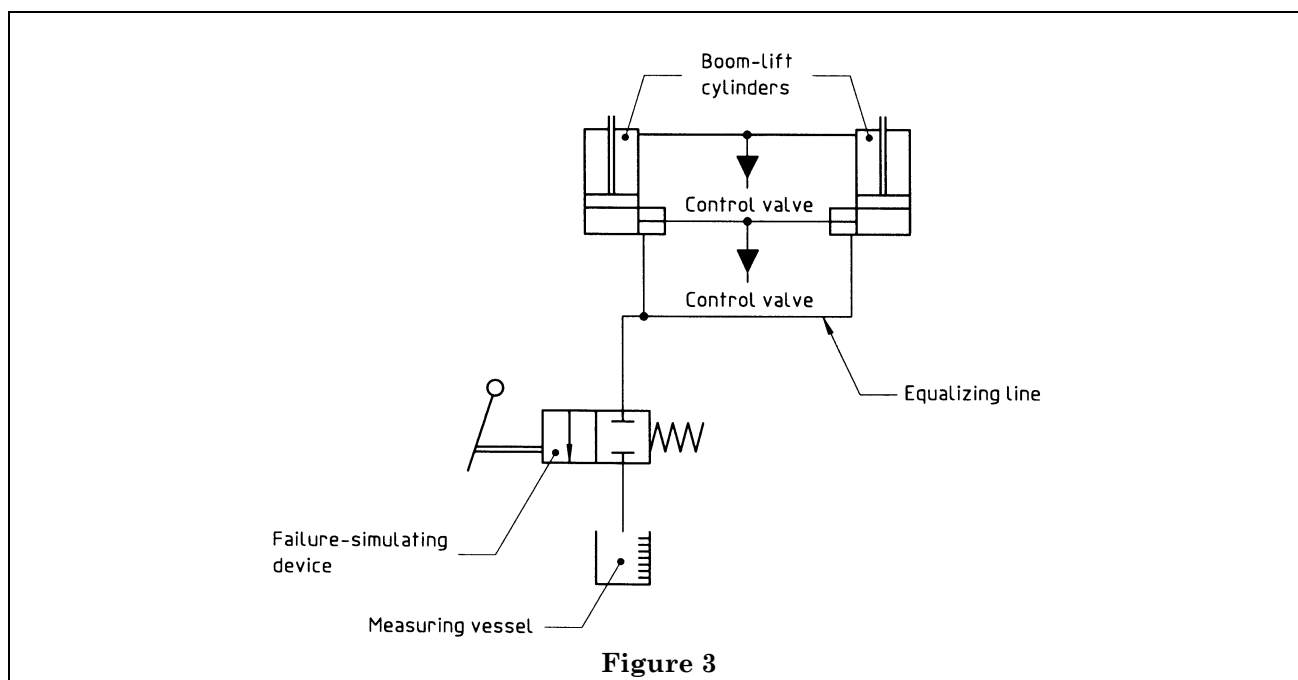 Boom-lift
cylinders
Control valve
Control valve
Equalizing line
Failure-simulating
device
Measuring vessel
Figure 3